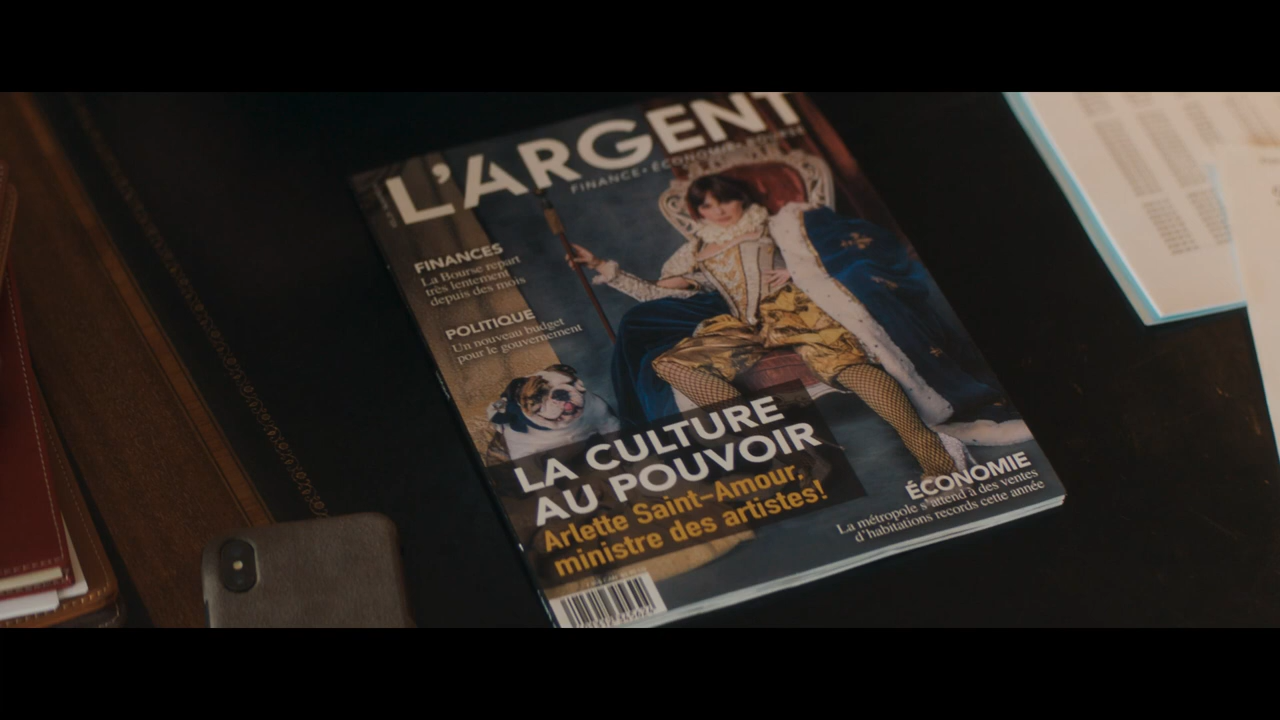 L'ARGENT
FINANCE • ÉCONOMIE •
FINANCES
La Bourse repart
très lentement
depuis des mois
POLITIQUE
Un nouveau budget
pour le gouvernement
LA CULTURE
AU POUVOIR
Arlette Saint-Amour,
ministre des artistes!
ÉCONOMIE
La métropole s'attend à des ventes
d'habitations records cette année